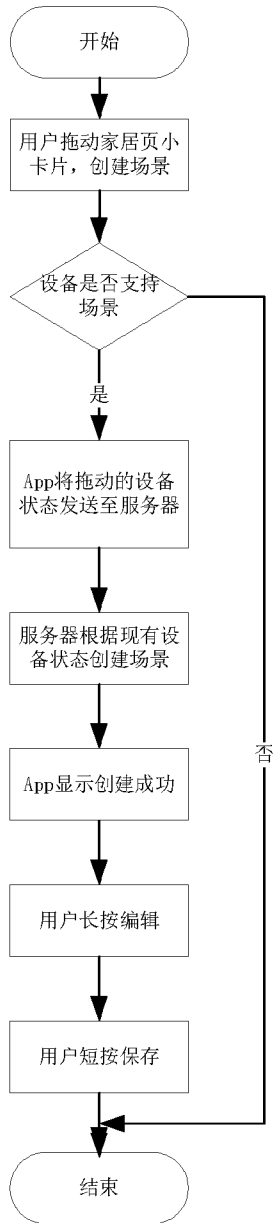 开始
用户拖动家居页小
卡片，创建场景
设备是否支持
场景
是
App将拖动的设备
状态发送至服务器
服务器根据现有设
备状态创建场景
否
App显示创建成功
用户长按编辑
用户短按保存
结束